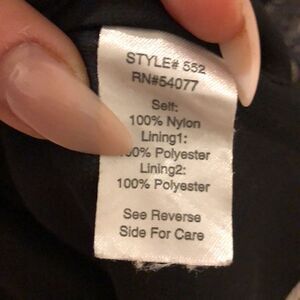 STYLE# 552
RN#54077
Self:
100% Nylon
Lining1:
00% Polyester
Lining2:
100% Polyester
See Reverse
Side For Care